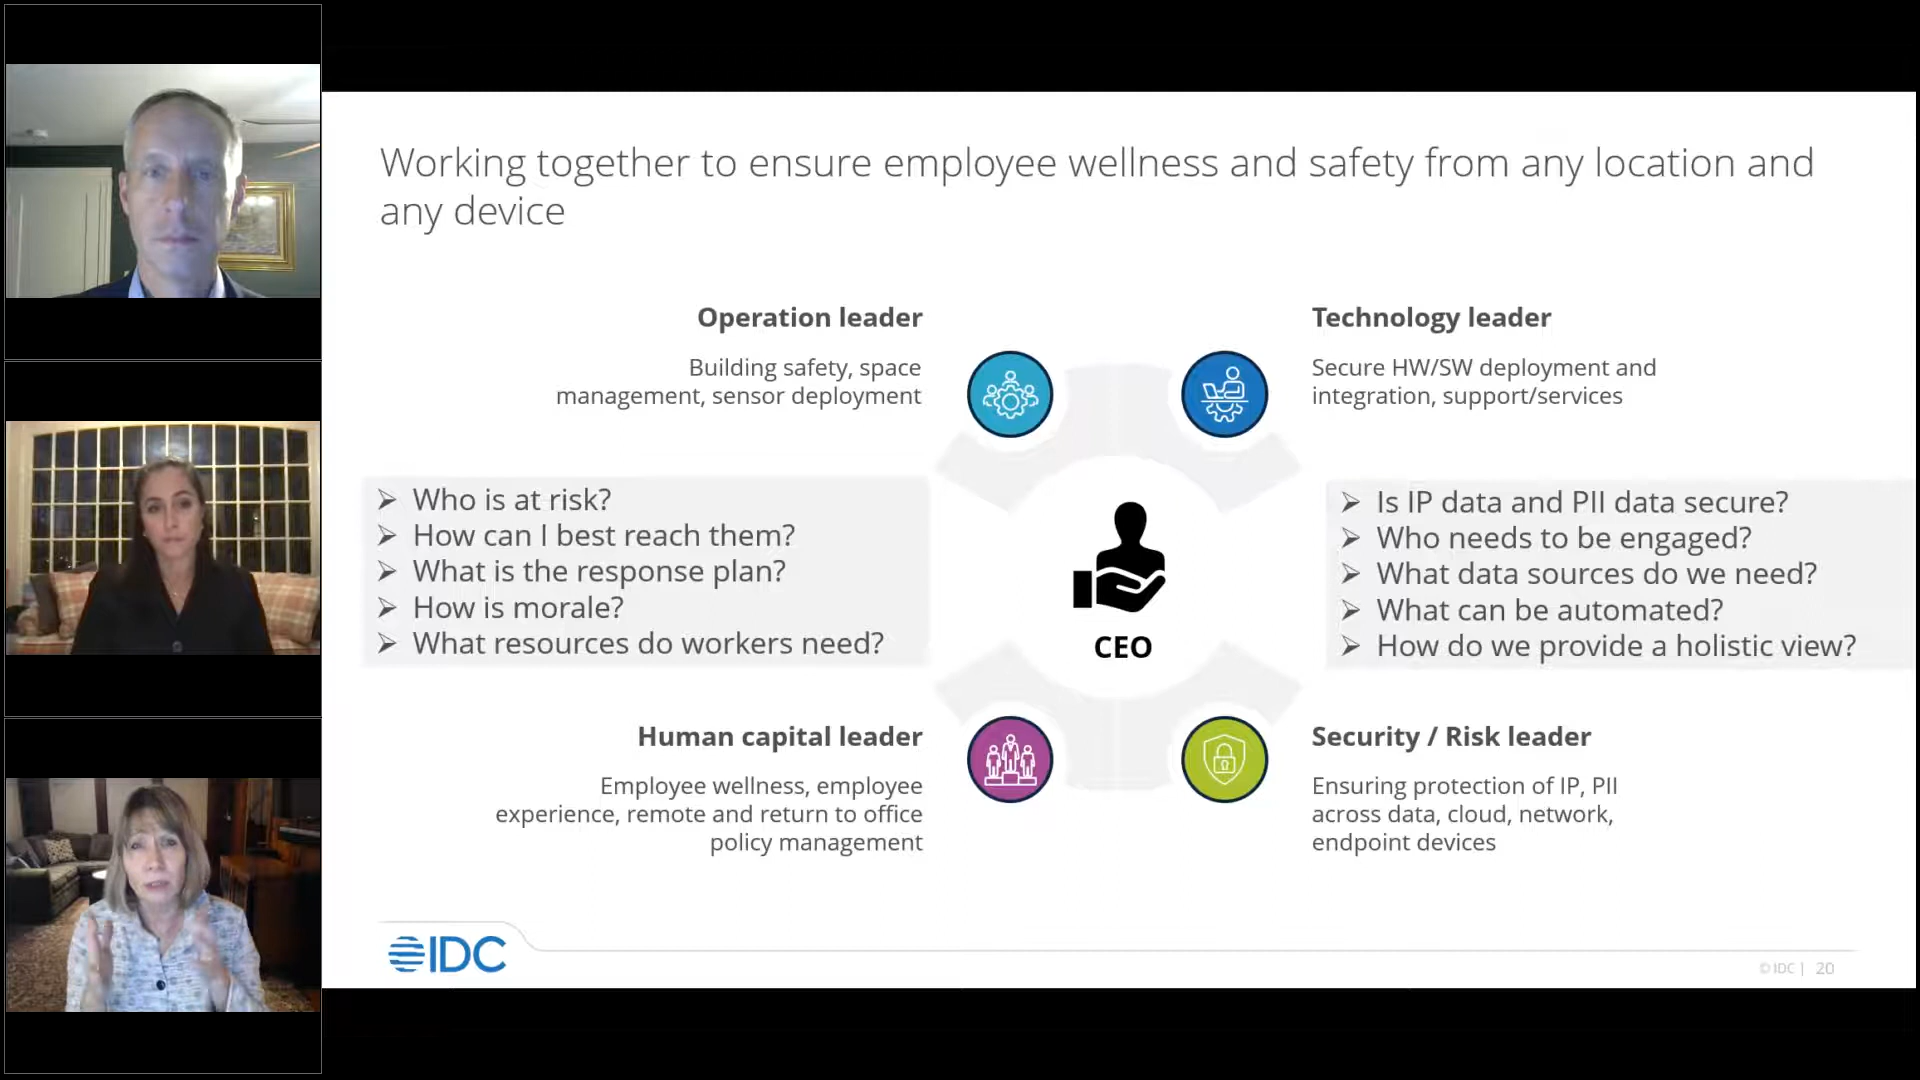 Working together to ensure employee wellness and safety from any location and
any device
Operation leader
Building safety, space
management, sensor deployment
Technology leader
Secure HW/SW deployment and
integration, support/services
➢ Who is at risk?
➢ How can I best reach them?
➢ What is the response plan?
➢ How is morale?
➢ What resources do workers need?
CEO
➢ Is IP data and PII data secure?
➢ Who needs to be engaged?
➢ What data sources do we need?
➢ What can be automated?
➢ How do we provide a holistic view?
Human capital leader
Employee wellness, employee
experience, remote and return to office
policy management
Security / Risk leader
Ensuring protection of IP, PII
across data, cloud, network,
endpoint devices
IDC
© IDC | 20